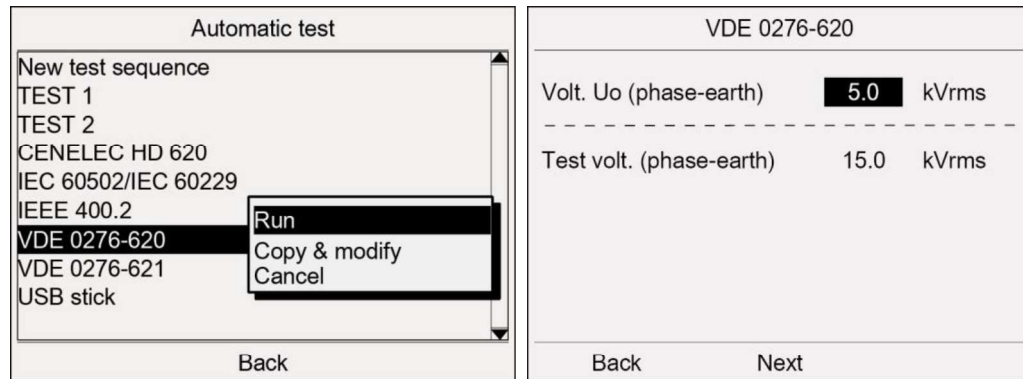 Automatic test
New test sequence
TEST 1
TEST 2
CENELEC HD 620
IEC 60502/IEC 60229
IEEE 400.2
VDE 0276-620
VDE 0276-621
USB stick
Run
Copy & modify
Cancel
Back
VDE 0276-620
Volt. Uo (phase-earth) 5.0 kVrms
Test volt. (phase-earth) 15.0 kVrms
Back Next